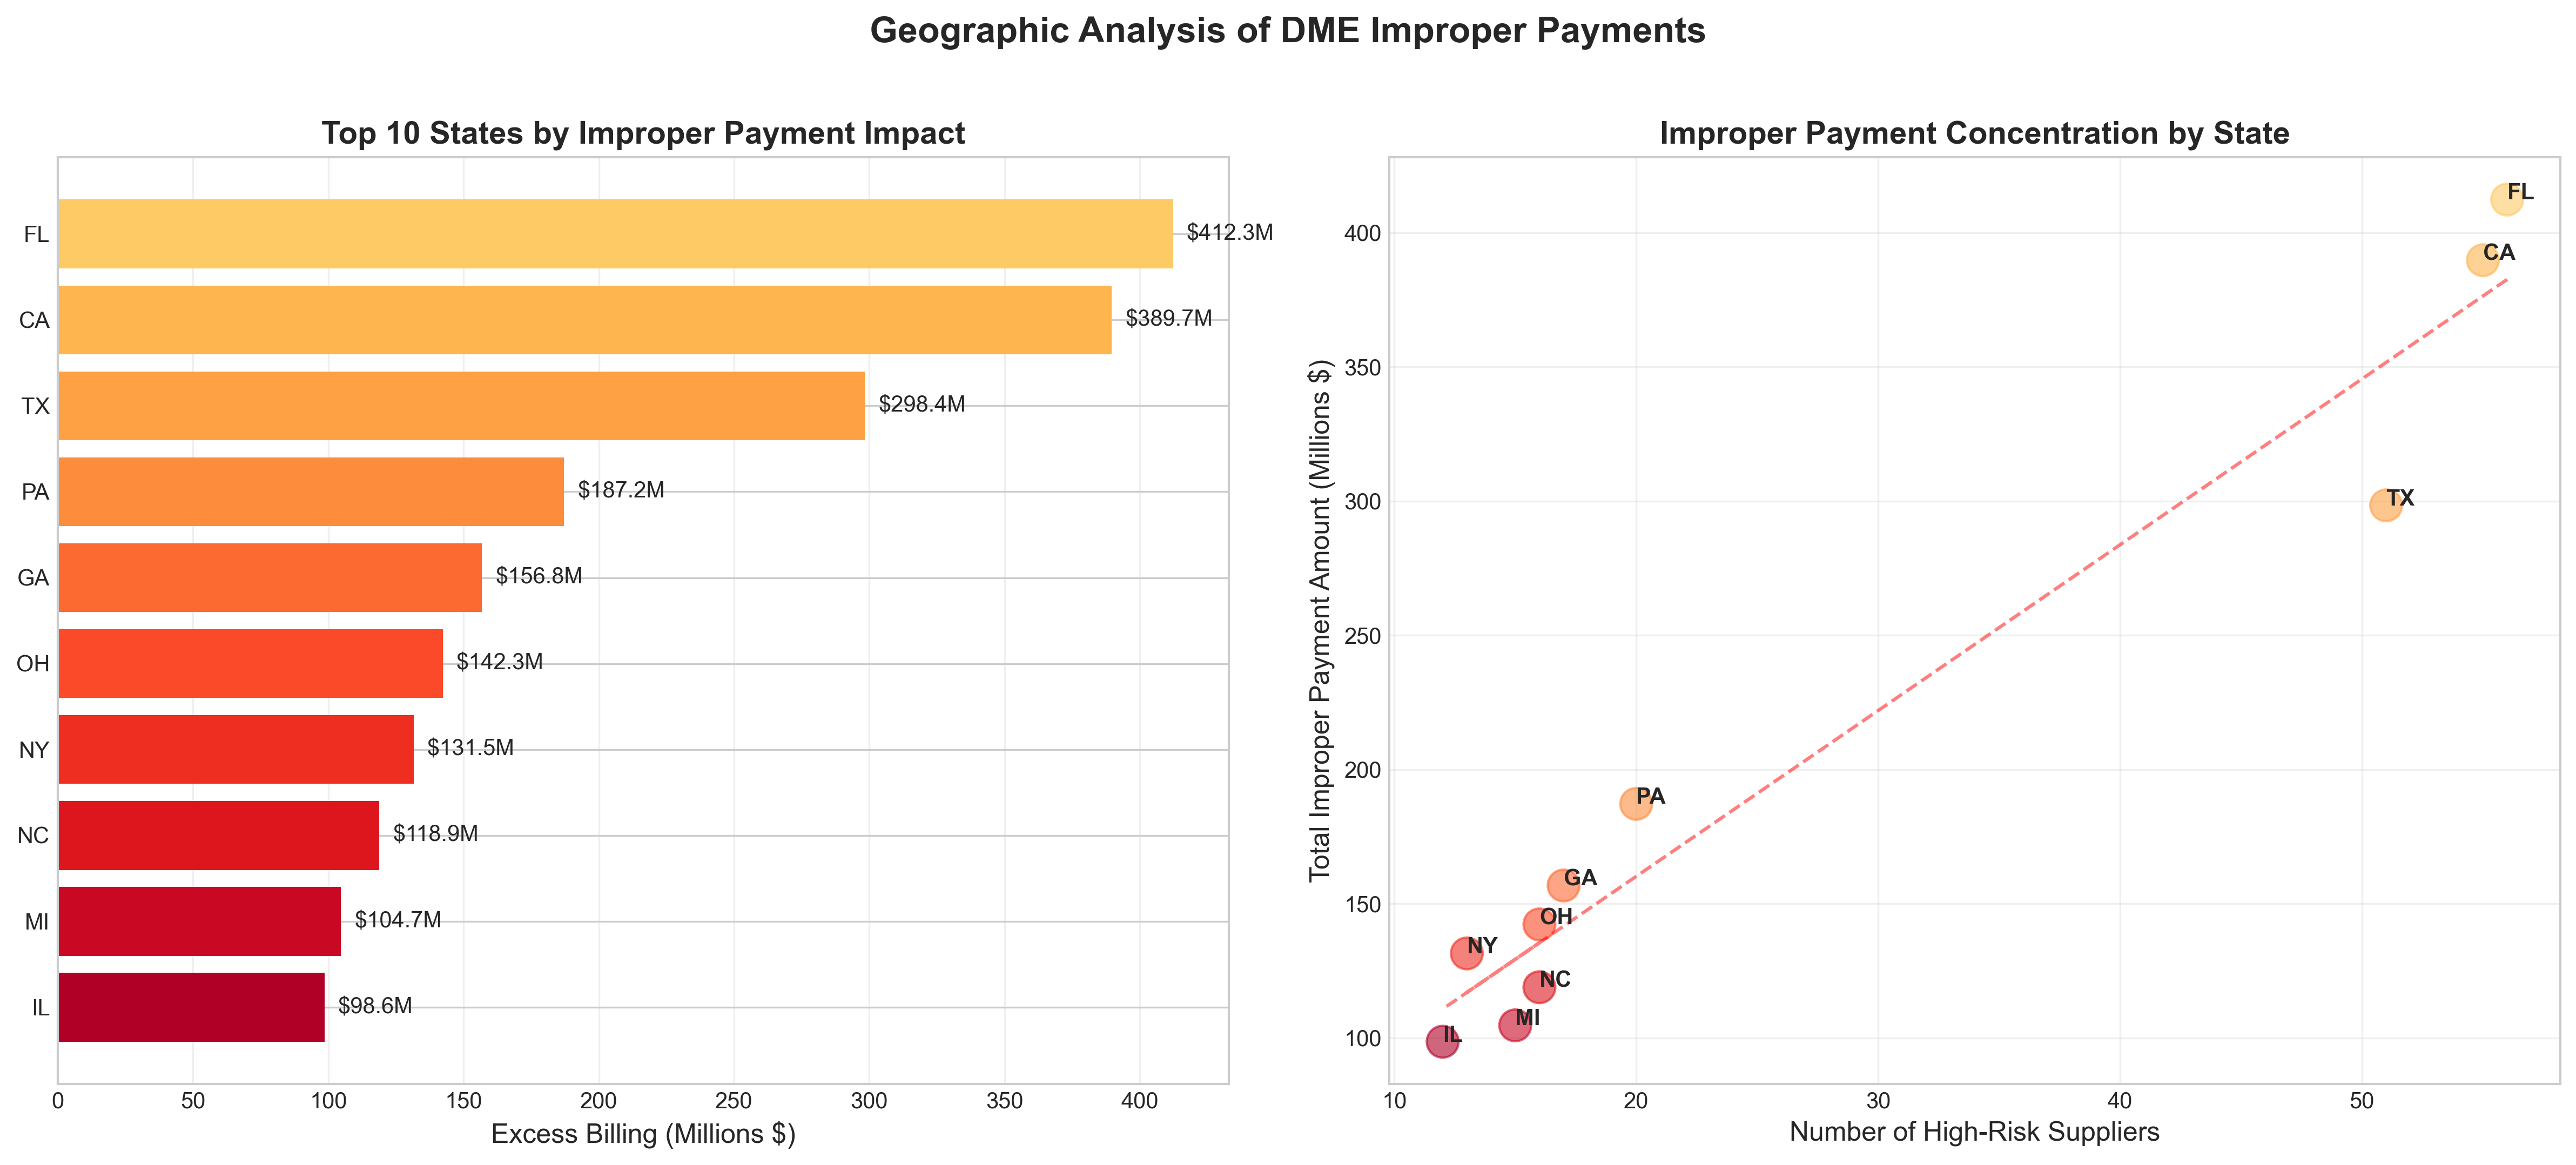 Geographic Analysis of DME Improper Payments
Top 10 States by Improper Payment Impact
FL
$412.3M
CA
$389.7M
TX
$298.4M
PA
$187.2M
GA
$156.8M
OH
$142.3M
NY
$131.5M
NC
$118.9M
MI
$104.7M
IL
$98.6M
0 50 100 150 200 250 300 350 400
Excess Billing (Millions $)
Improper Payment Concentration by State
Total Improper Payment Amount (Millions $)
400
350
300
250
200
150
100
FL
CA
TX
PA
GA
OH
NY
NC
MI
IL
10 20 30 40 50
Number of High-Risk Suppliers